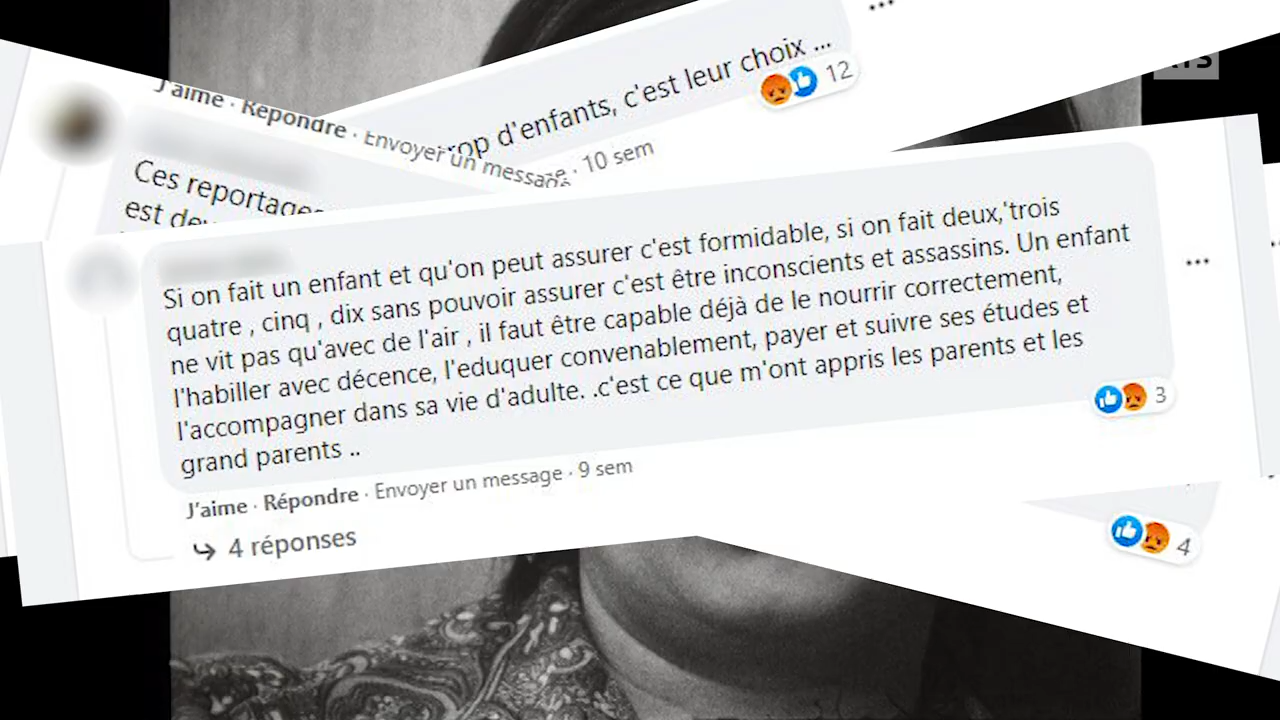 d'enfants, c'est leur choix ...
12
10 sem
J'aime · Répondre · Envoyer un message
Ces reportages
est
Si on fait un enfant et qu'on peut assurer c'est formidable, si on fait deux,'trois
quatre , cinq , dix sans pouvoir assurer c'est être inconscients et assassins. Un enfant
ne vit pas qu'avec de l'air , il faut être capable déjà de le nourrir correctement,
l'habiller avec décence, l'eduquer convenablement, payer et suivre ses études et
l'accompagner dans sa vie d'adulte. .c'est ce que m'ont appris les parents et les
grand parents ..
3
J'aime · Répondre · Envoyer un message · 9 sem
4 réponses
4